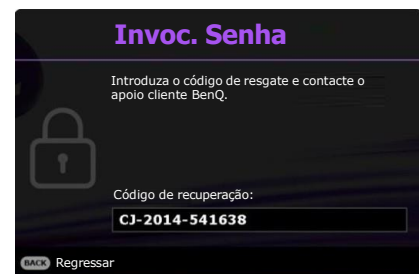 Invoc. Senha
Introduza o código de resgate e contacte o
apoio cliente BenQ.
Código de recuperação:
CJ-2014-541638
BACK Regressar